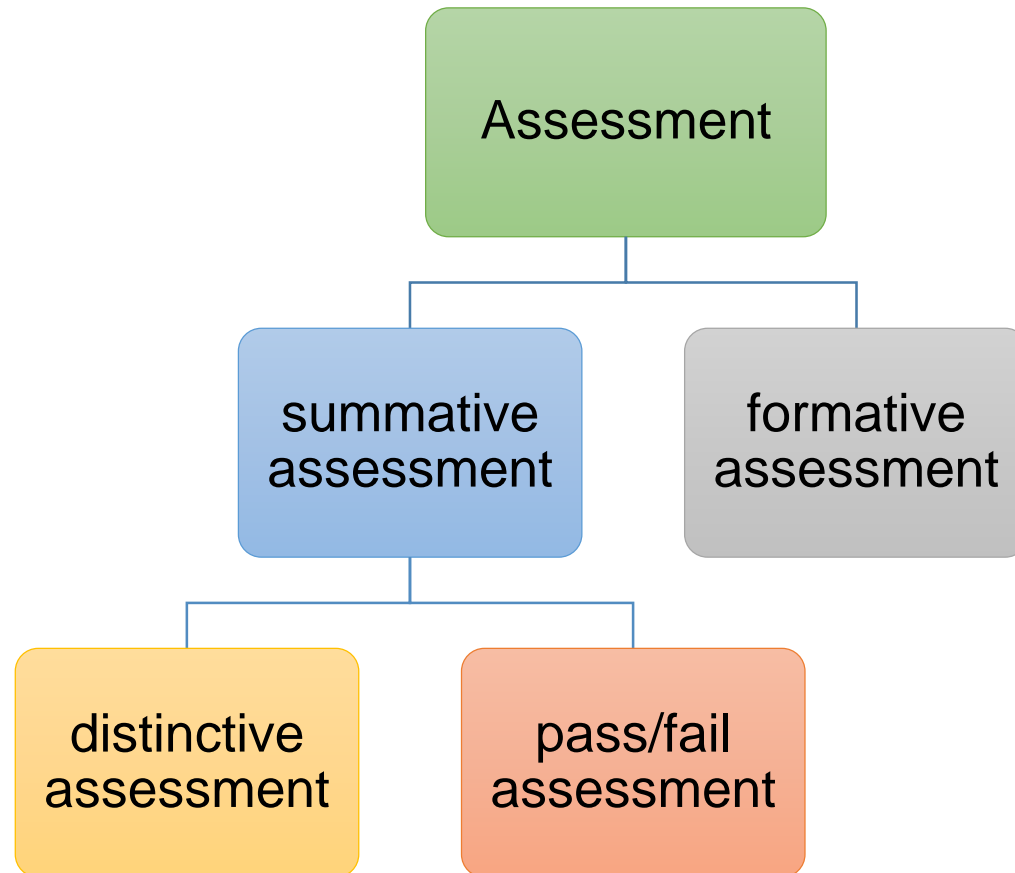 Assessment
summative
assessment
formative
assessment
distinctive
assessment
pass/fail
assessment